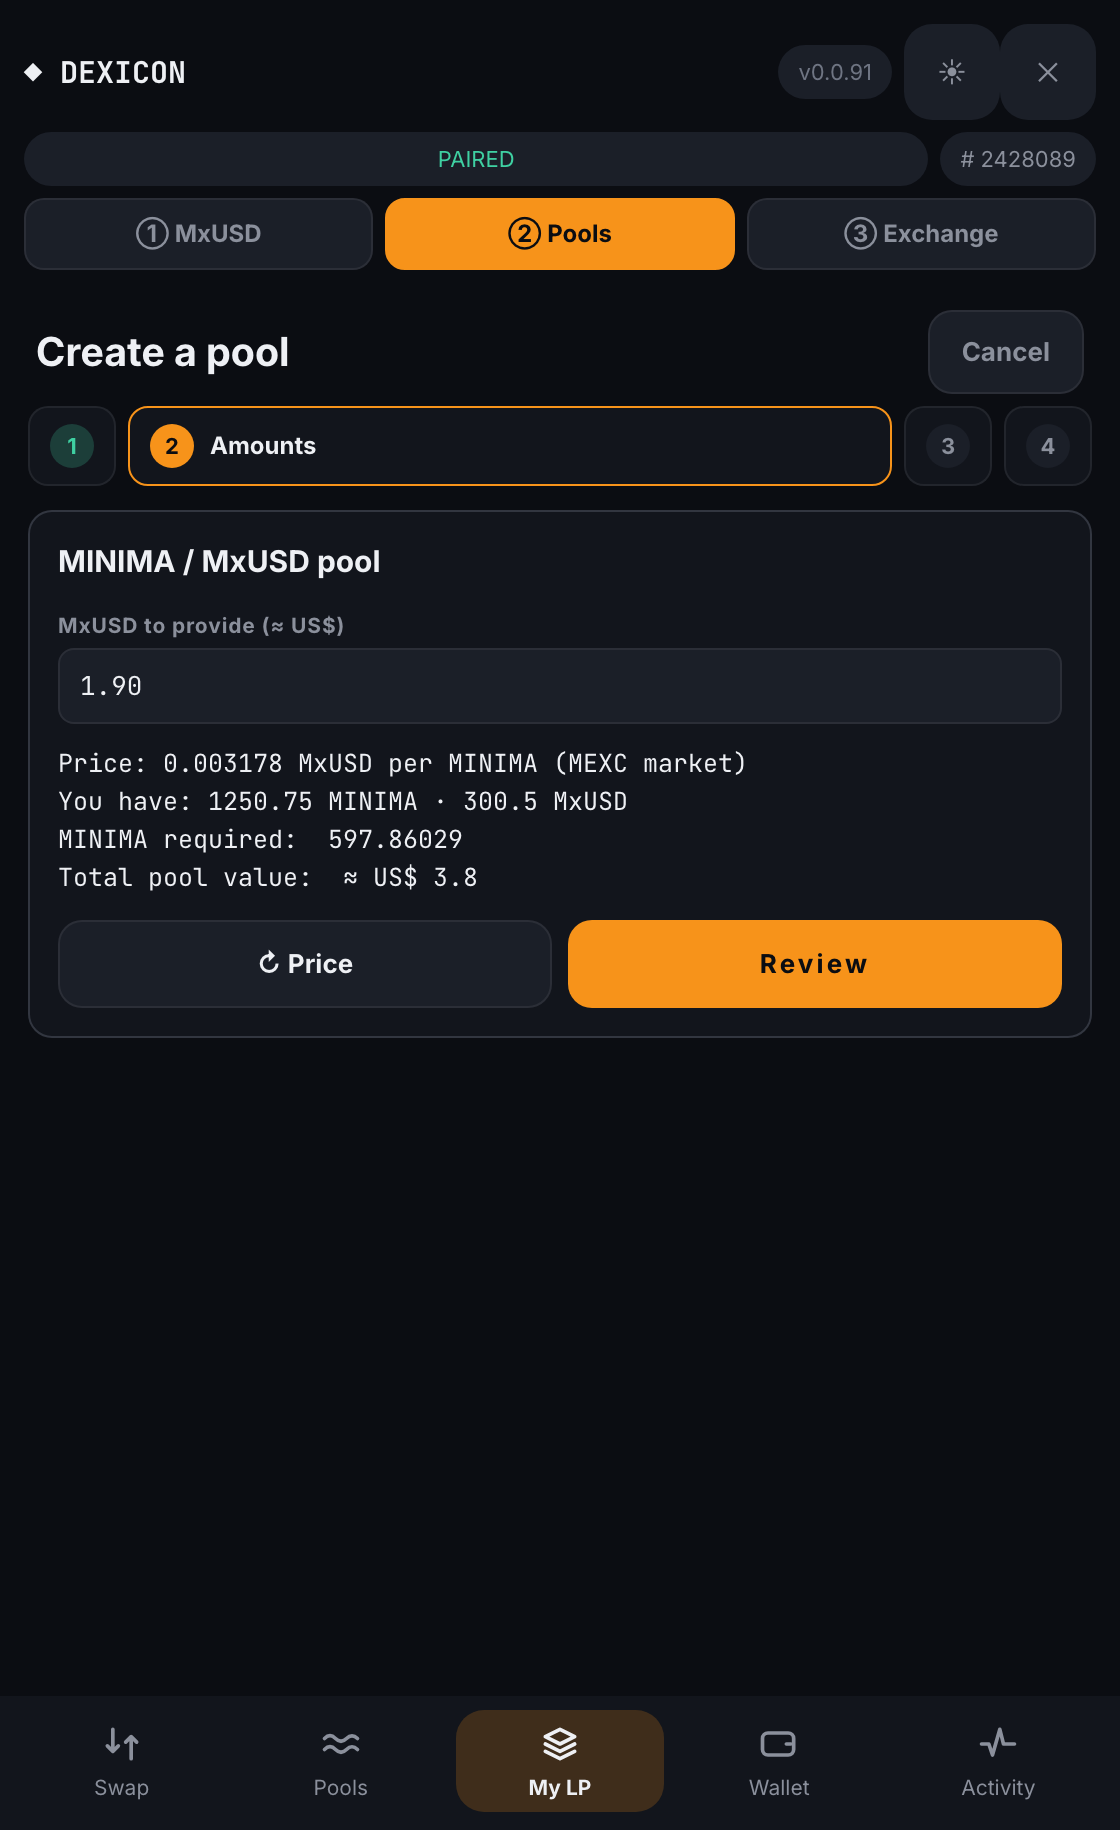 ◆ DEXICON
v0.0.91
PAIRED
# 2428089
① MxUSD
② Pools
③ Exchange
Create a pool
Cancel
1
2 Amounts
3
4
MINIMA / MxUSD pool
MxUSD to provide (≈ US$)
1.90
Price: 0.003178 MxUSD per MINIMA (MEXC market)
You have: 1250.75 MINIMA · 300.5 MxUSD
MINIMA required: 597.86029
Total pool value: ≈ US$ 3.8
↻ Price
Review
Swap
Pools
My LP
Wallet
Activity